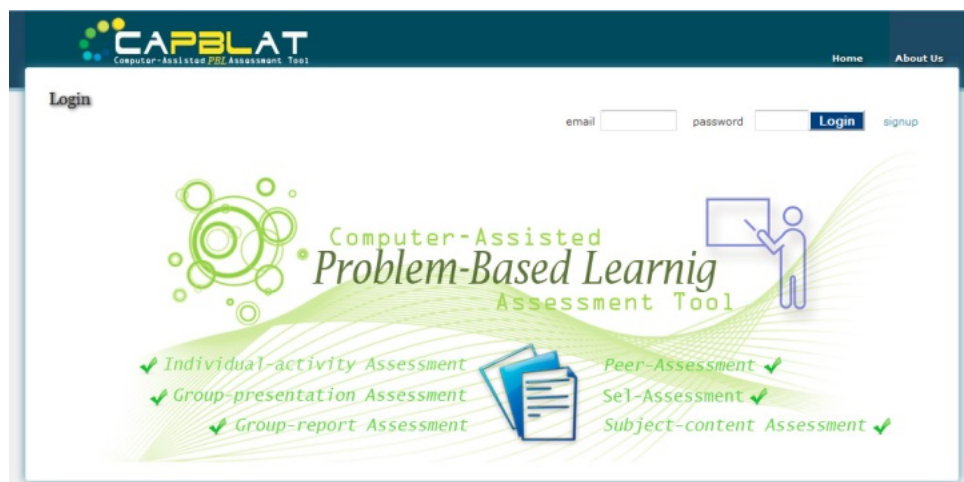 CAPBLAT
Computer-Assisted PBL Assessment Tool
Home About Us
Login
email password Login signup
Computer-Assisted
Problem-Based Learnig
Assessment Tool
Individual-activity Assessment
Group-presentation Assessment
Group-report Assessment
Peer-Assessment
Sel-Assessment
Subject-content Assessment